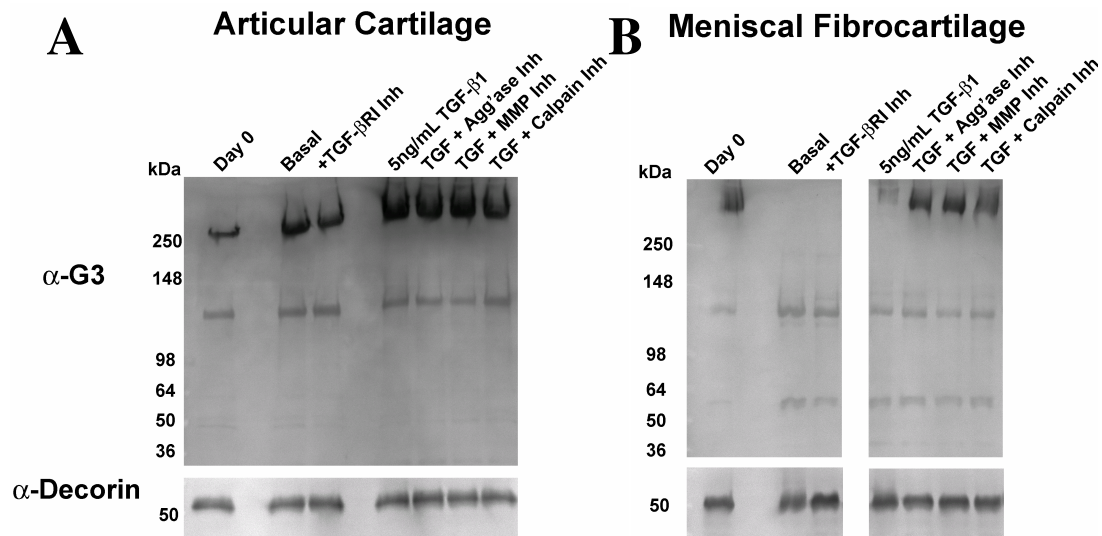 A
Articular Cartilage
Day 0
Basal
+TGF-βRI Inh
5ng/mL TGF-β1
TGF + Agg'ase Inh
TGF + MMP Inh
TGF + Calpain Inh
kDa
250
148
98
64
50
36
α-G3
α-Decorin
50
B
Meniscal Fibrocartilage
Day 0
Basal
+TGF-βRI Inh
5ng/mL TGF-β1
TGF + Agg'ase Inh
TGF + MMP Inh
TGF + Calpain Inh
kDa
250
148
98
64
50
36
50